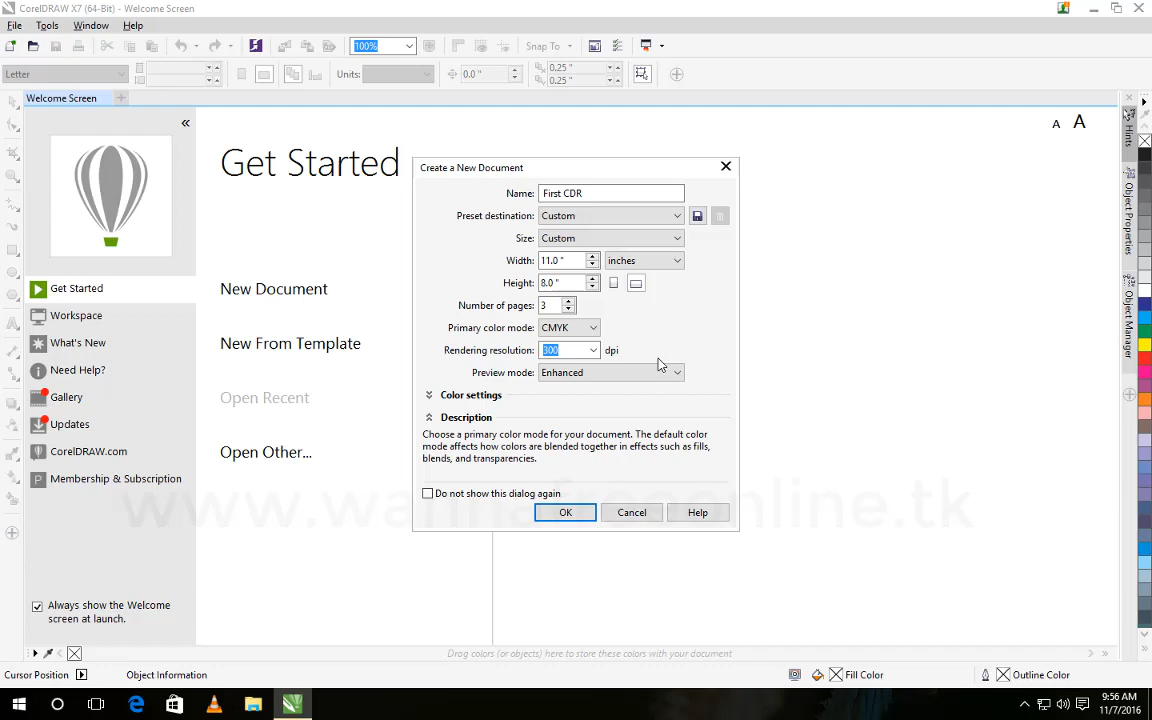 CorelDRAW X7 (64-Bit) - Welcome Screen
File Tools Window Help
100% Snap To
Letter Units: 0.0 " 0.25 "
0.25 "
Welcome Screen
Get Started
A A
Hints
Object Properties
Object Manager
Get Started
Workspace
What's New
Need Help?
Gallery
Updates
CorelDRAW.com
Membership & Subscription
New Document
New From Template
Open Recent
Open Other...
Create a New Document
Name: First CDR
Preset destination: Custom
Size: Custom
Width: 11.0 " inches
Height: 8.0 "
Number of pages: 3
Primary color mode: CMYK
Rendering resolution: 300 dpi
Preview mode: Enhanced
Color settings
Description
Choose a primary color mode for your document. The default color
mode affects how colors are blended together in effects such as fills,
blends, and transparencies.
Do not show this dialog again
OK Cancel Help
Always show the Welcome
screen at launch.
Drag colors (or objects) here to store these colors with your document
Cursor Position Object Information Fill Color Outline Color
9:56 AM
11/7/2016